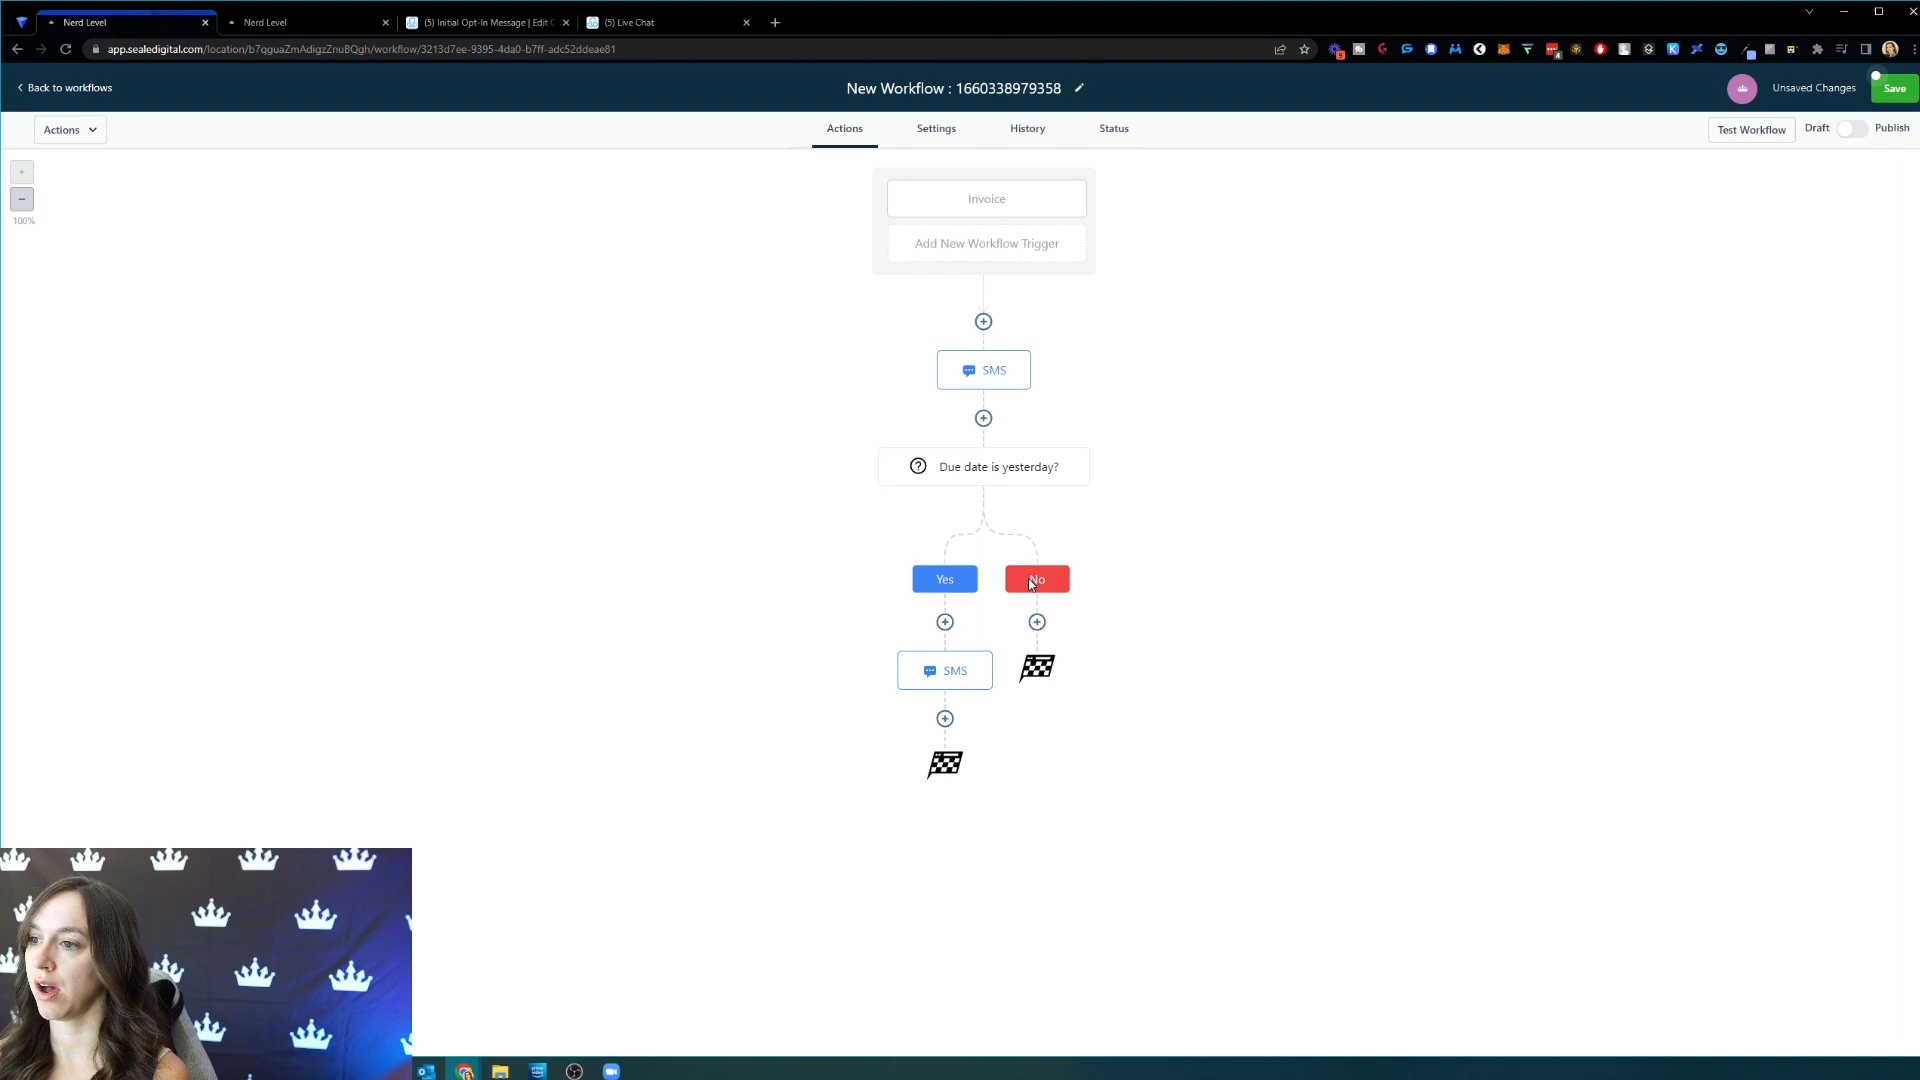 Nerd Level
Nerd Level
(5) Initial Opt-In Message | Edit
(5) Live Chat
app.sealedigital.com/location/b7qguaZmAdigzZnuBQgh/workflow/3213d7ee-9395-4da0-b7ff-adc52ddeae81
Back to workflows
New Workflow : 1660338979358
Unsaved Changes
Save
Actions
Actions
Settings
History
Status
Test Workflow
Draft
Publish
+
−
100%
Invoice
Add New Workflow Trigger
SMS
Due date is yesterday?
Yes
No
SMS